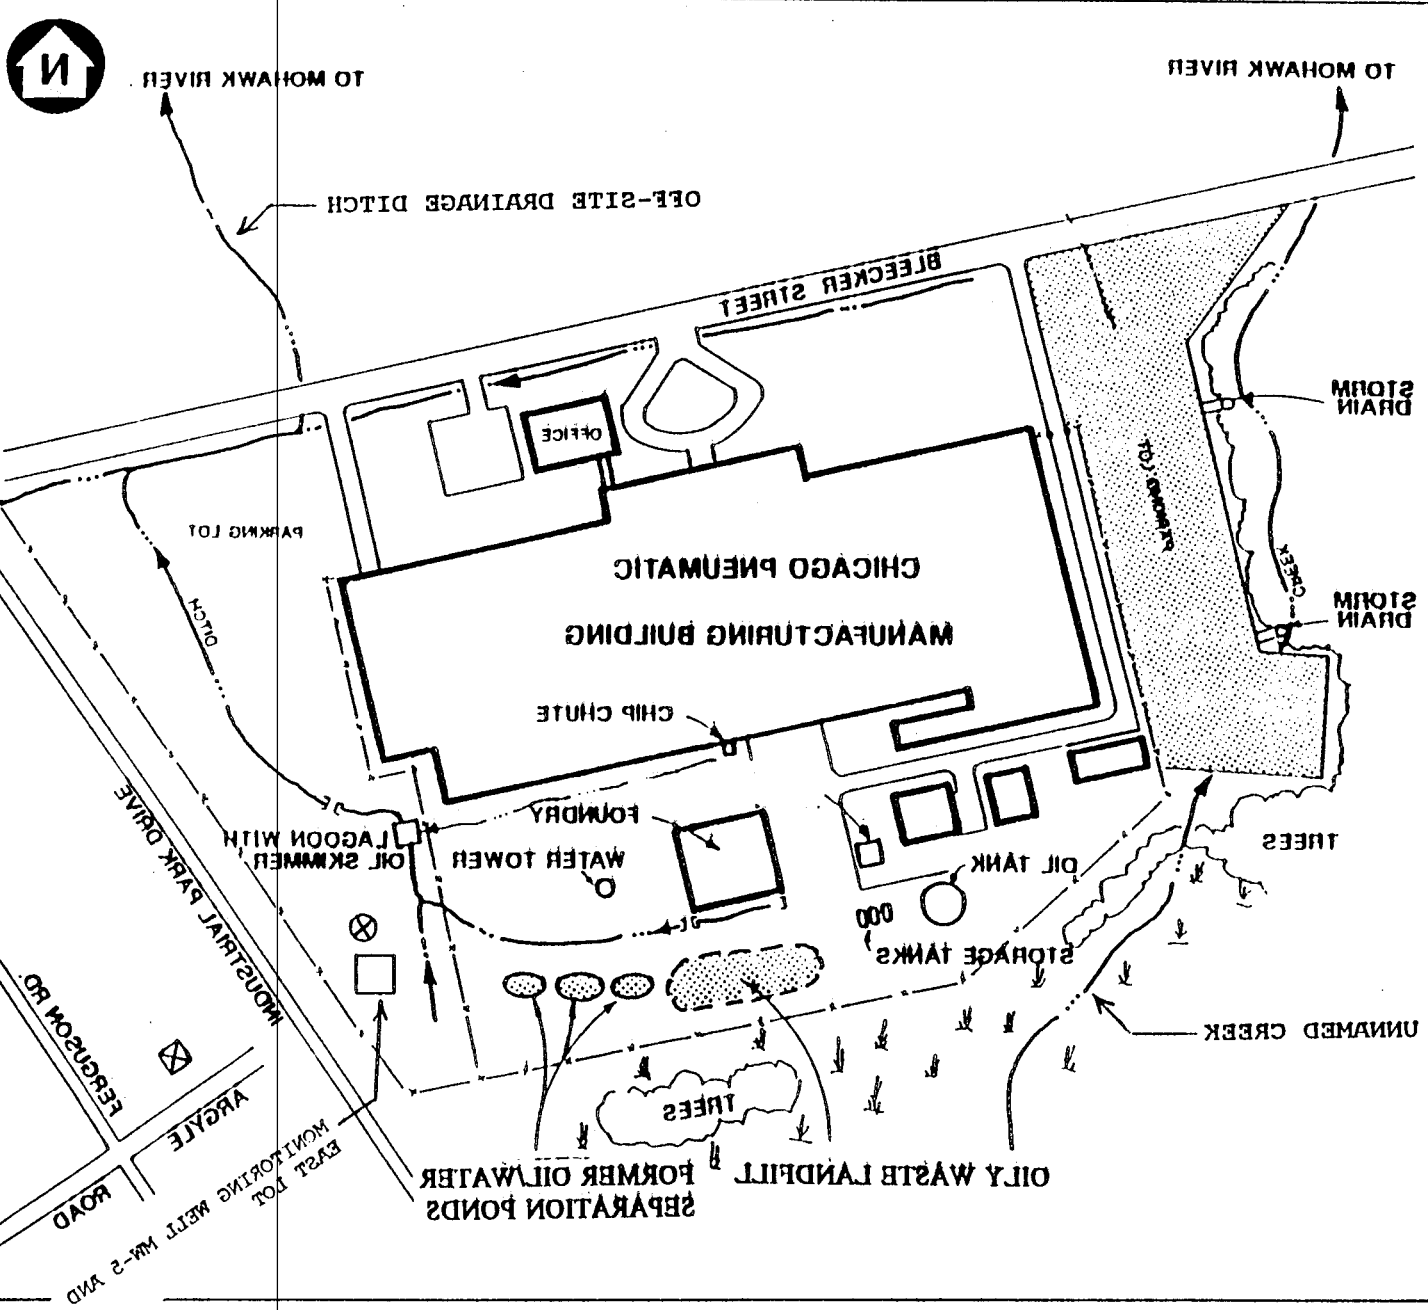 N
TO MOHAWK RIVER
TO MOHAWK RIVER
OFF-SITE DRAINAGE DITCH
BLEECKER STREET
STORM
DRAIN
OFFICE
PARKING LOT
PARKING LOT
CREEK
CHICAGO PNEUMATIC
MANUFACTURING BUILDING
STORM
DRAIN
DITCH
CHIP CHUTE
FOUNDRY
LAGOON WITH
OIL SKIMMER
WATER TOWER
OIL TANK
TREES
STORAGE TANKS
INDUSTRIAL PARK DRIVE
FERGUSON RD.
UNNAMED CREEK
ARGYLE
ROAD
TREES
MONITORING WELL MW-5 AND
EAST LOT
FORMER OIL/WATER
SEPARATION PONDS
OILY WASTE LANDFILL